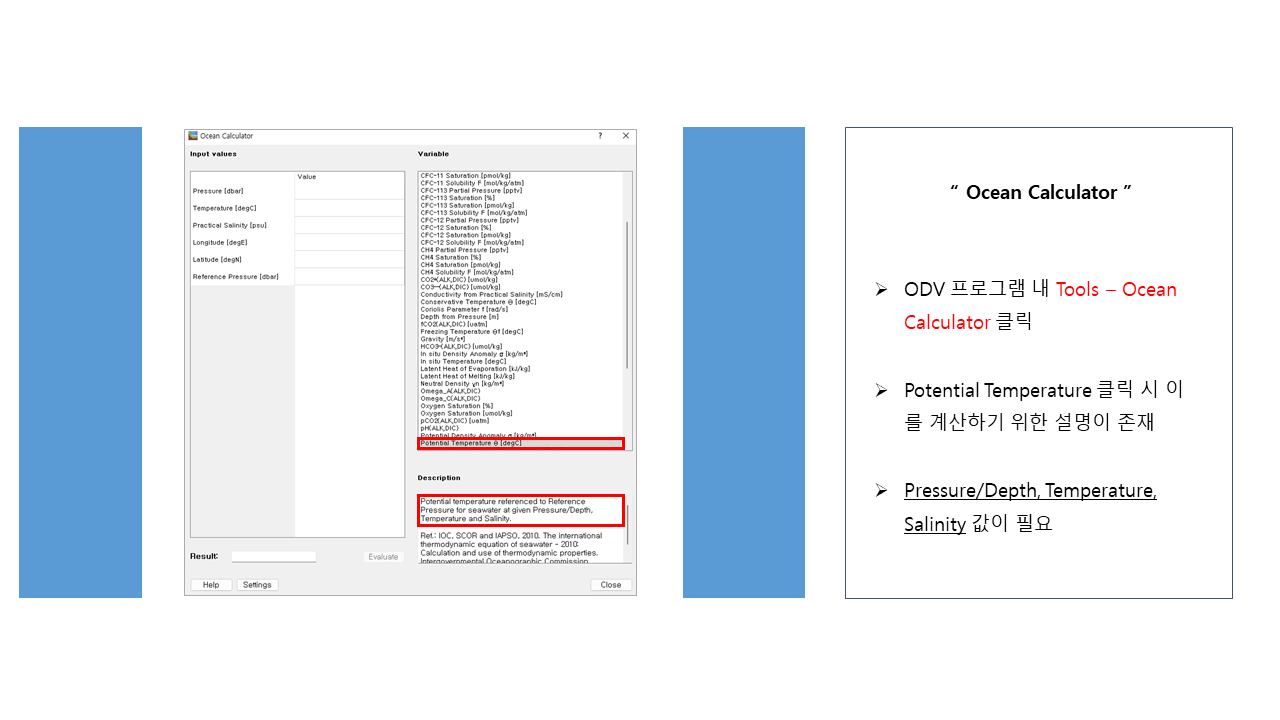 Ocean Calculator
?
Input values
Value
Pressure [dbar]
Temperature [degC]
Practical Salinity [psu]
Longitude [degE]
Latitude [degN]
Reference Pressure [dbar]
Result:
Evaluate
Help
Settings
Variable
CFC-11 Saturation [pmol/kg]
CFC-11 Solubility F [mol/kg/atm]
CFC-113 Partial Pressure [pptv]
CFC-113 Saturation [%]
CFC-113 Saturation [pmol/kg]
CFC-113 Solubility F [mol/kg/atm]
CFC-12 Partial Pressure [pptv]
CFC-12 Saturation [%]
CFC-12 Saturation [pmol/kg]
CFC-12 Solubility F [mol/kg/atm]
CH4 Partial Pressure [pptv]
CH4 Saturation [%]
CH4 Saturation [pmol/kg]
CH4 Solubility F [mol/kg/atm]
CO2*(ALK,DIC) [umol/kg]
CO3--(ALK,DIC) [umol/kg]
Conductivity from Practical Salinity [mS/cm]
Conservative Temperature Θ [degC]
Coriolis Parameter f [rad/s]
Depth from Pressure [m]
fCO2(ALK,DIC) [uatm]
Freezing Temperature Θf [degC]
Gravity [m/s²]
HCO3-(ALK,DIC) [umol/kg]
In situ Density Anomaly σ [kg/m³]
In situ Temperature [degC]
Latent Heat of Evaporation [kJ/kg]
Latent Heat of Melting [kJ/kg]
Neutral Density γn [kg/m³]
Omega_A(ALK,DIC)
Omega_C(ALK,DIC)
Oxygen Saturation [%]
Oxygen Saturation [umol/kg]
pCO2(ALK,DIC) [uatm]
pH(ALK,DIC)
Potential Density Anomaly σ [kg/m³]
Potential Temperature θ [degC]
Description
Potential temperature referenced to Reference
Pressure for seawater at given Pressure/Depth,
Temperature and Salinity.
Ref.: IOC, SCOR and IAPSO, 2010. The international
thermodynamic equation of seawater - 2010:
Calculation and use of thermodynamic properties.
Intergovernmental Oceanographic Commission
Close
“ Ocean Calculator ”
➢ ODV 프로그램 내 Tools – Ocean
Calculator 클릭
➢ Potential Temperature 클릭 시 이
를 계산하기 위한 설명이 존재
➢ Pressure/Depth, Temperature,
Salinity 값이 필요